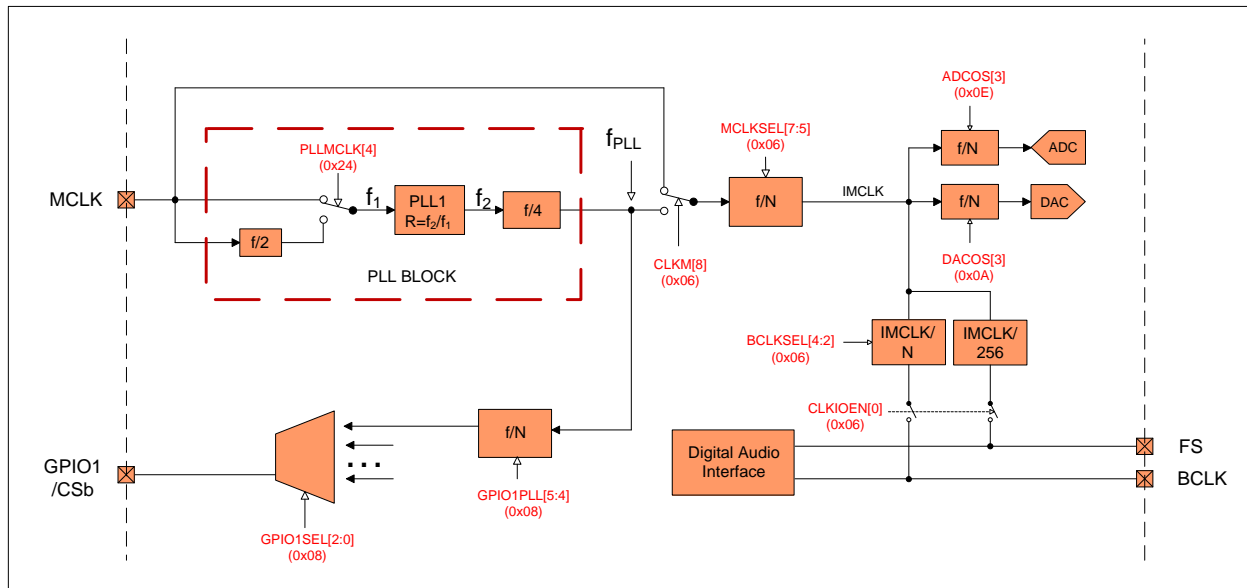 ADCOS[3]
(0x0E)
f/N
ADC
MCLKSEL[7:5]
(0x06)
f/N
fPLL
PLLMCLK[4]
(0x24)
MCLK
f1
PLL1
R=f2/f1
f2
f/4
f/2
PLL BLOCK
CLKM[8]
(0x06)
IMCLK
f/N
DAC
DACOS[3]
(0x0A)
BCLKSEL[4:2]
(0x06)
IMCLK/
N
IMCLK/
256
CLKIOEN[0]
(0x06)
GPIO1
/CSb
f/N
...
GPIO1PLL[5:4]
(0x08)
GPIO1SEL[2:0]
(0x08)
Digital Audio
Interface
FS
BCLK